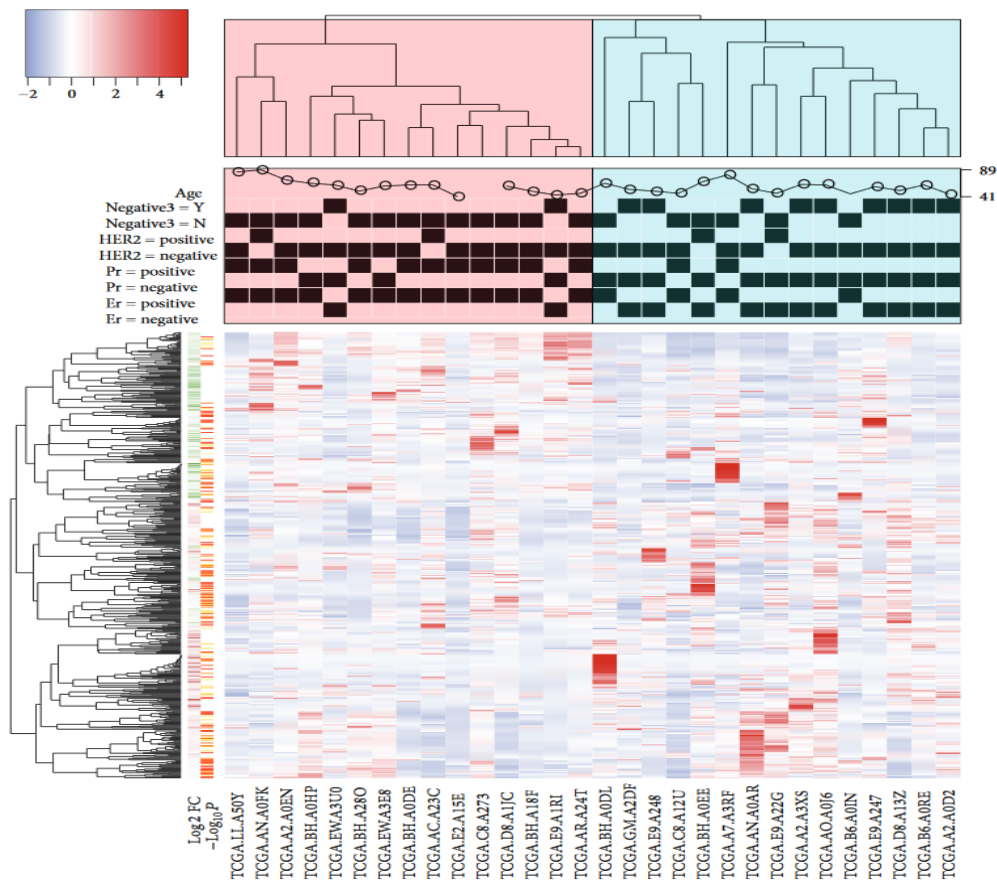 −2 0 2 4
89
41
Age
Negative3 = Y
Negative3 = N
HER2 = positive
HER2 = negative
Pr = positive
Pr = negative
Er = positive
Er = negative
Log2 FC
−Log10P
TCGA.LL.A50Y
TCGA.AN.A0FK
TCGA.A2.A0EN
TCGA.BH.A0HP
TCGA.EW.A3U0
TCGA.BH.A28O
TCGA.EW.A3E8
TCGA.BH.A0DE
TCGA.AC.A23C
TCGA.E2.A15E
TCGA.C8.A273
TCGA.D8.A1JC
TCGA.BH.A18F
TCGA.E9.A1RI
TCGA.AR.A24T
TCGA.BH.A0DL
TCGA.GM.A2DF
TCGA.E9.A248
TCGA.C8.A12U
TCGA.BH.A0EE
TCGA.A7.A3RF
TCGA.AN.A0AR
TCGA.E9.A22G
TCGA.A2.A3XS
TCGA.AO.A0J6
TCGA.B6.A0IN
TCGA.E9.A247
TCGA.D8.A13Z
TCGA.B6.A0RE
TCGA.A2.A0D2